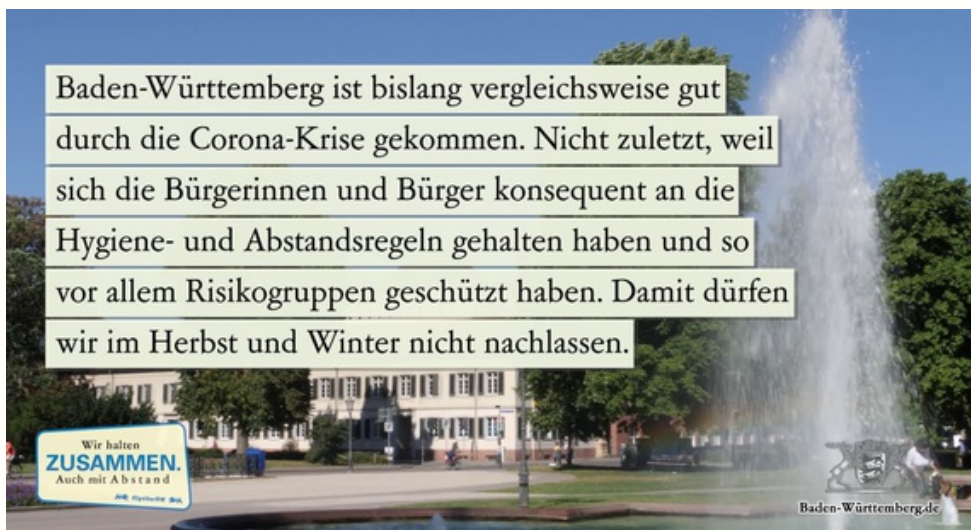 Baden-Württemberg ist bislang vergleichsweise gut
durch die Corona-Krise gekommen. Nicht zuletzt, weil
sich die Bürgerinnen und Bürger konsequent an die
Hygiene- und Abstandsregeln gehalten haben und so
vor allem Risikogruppen geschützt haben. Damit dürfen
wir im Herbst und Winter nicht nachlassen.
Wir halten
ZUSAMMEN.
Auch mit Abstand
Baden-Württemberg.de